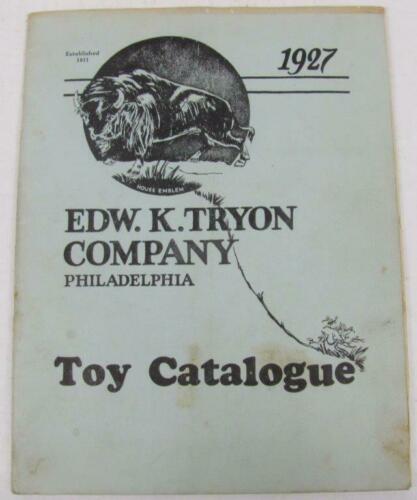 Established
1811
1927
HOUSE EMBLEM
EDW. K. TRYON
COMPANY
PHILADELPHIA
Toy Catalogue